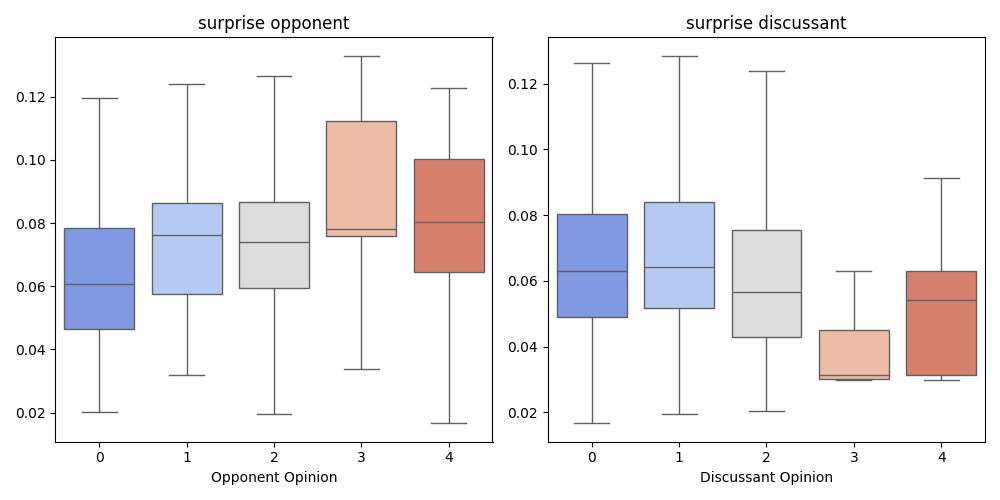 surprise opponent
0.12
0.10
0.08
0.06
0.04
0.02
0 1 2 3 4
Opponent Opinion
surprise discussant
0.12
0.10
0.08
0.06
0.04
0.02
0 1 2 3 4
Discussant Opinion